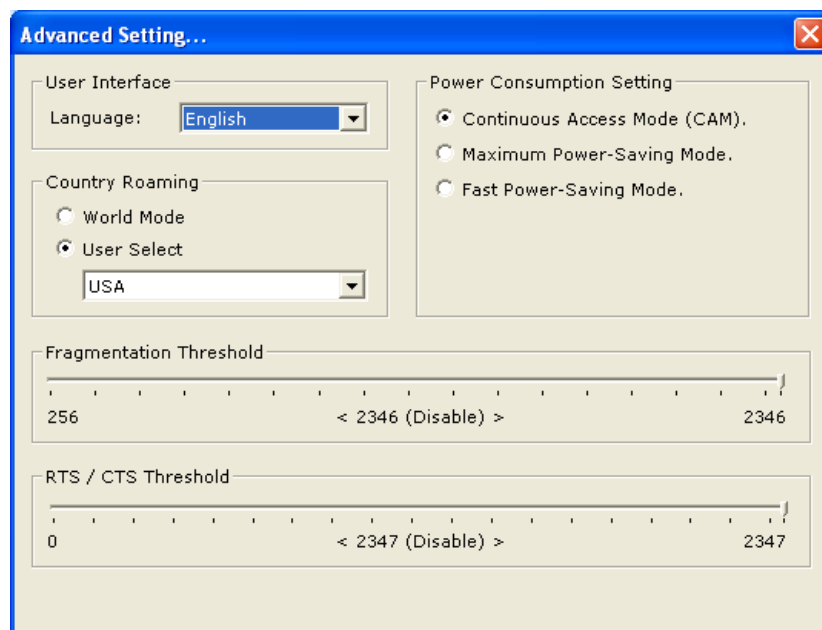 Advanced Setting...
User Interface
Language:
English
Country Roaming
World Mode
User Select
USA
Power Consumption Setting
Continuous Access Mode (CAM).
Maximum Power-Saving Mode.
Fast Power-Saving Mode.
Fragmentation Threshold
256 < 2346 (Disable) > 2346
RTS / CTS Threshold
0 < 2347 (Disable) > 2347